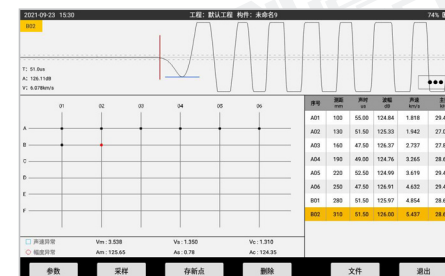 2021-09-23 15:30 工程: 默认工程 构件: 未命名9 74%
B02
T: 51.0us
A: 126.11dB
V: 6.078km/s
01 02 03 04 05 06
A
B
C
D
E
F
序号 测距 声时 波幅 声速
mm us dB km/s
A01 100 55.00 124.84 1.818 29.4
A02 130 51.50 125.33 1.942 27.0
A03 160 47.50 126.37 2.737 27.8
A04 190 49.00 124.76 3.265 28.6
A05 220 52.50 124.99 3.619 29.4
A06 250 47.50 126.91 4.632 29.4
B01 280 51.50 125.97 4.854 28.6
B02 310 51.50 126.00 5.437 28.6
声速异常 Vm : 3.538 Va : 1.350 Vc : 1.310
幅度异常 Am : 125.65 As : 0.78 Ac : 124.35
参数 采样 存新点 删除 文件 退出